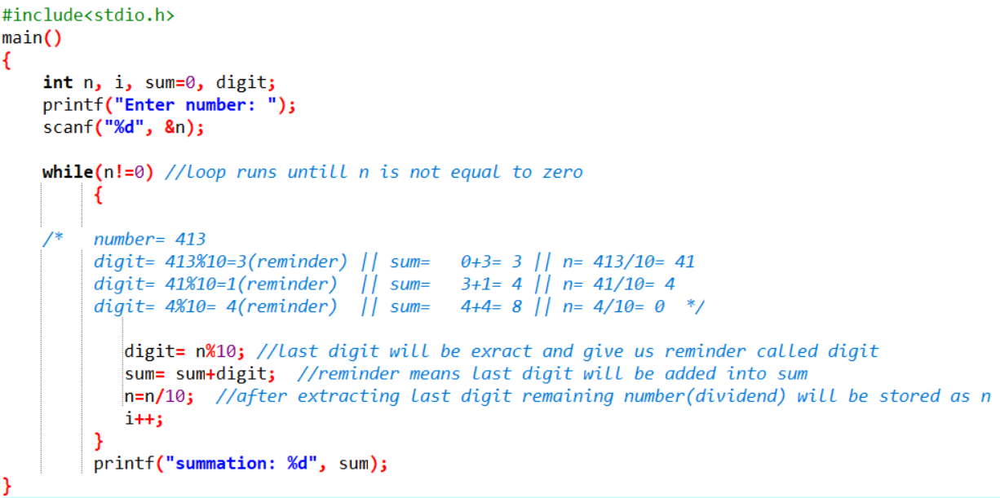 #include<stdio.h>
main()
{
int n, i, sum=0, digit;
printf("Enter number: ");
scanf("%d", &n);
while(n!=0) //loop runs untill n is not equal to zero
{
/* number= 413
digit= 413%10=3(reminder) || sum= 0+3= 3 || n= 413/10= 41
digit= 41%10=1(reminder) || sum= 3+1= 4 || n= 41/10= 4
digit= 4%10= 4(reminder) || sum= 4+4= 8 || n= 4/10= 0 */
digit= n%10; //last digit will be exract and give us reminder called digit
sum= sum+digit; //reminder means last digit will be added into sum
n=n/10; //after extracting last digit remaining number(dividend) will be stored as n
i++;
}
printf("summation: %d", sum);
}